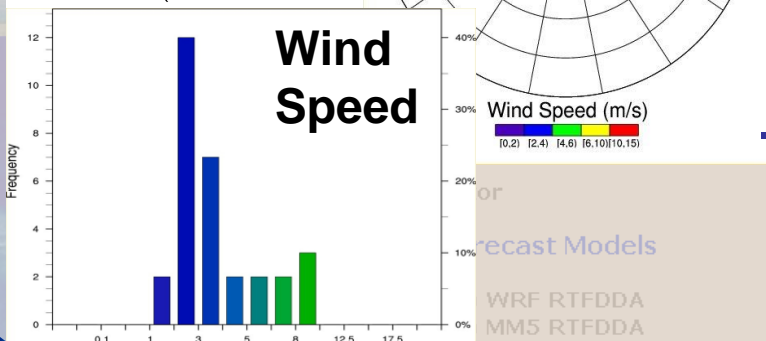 Wind
Speed
12
10
8
6
4
2
0
Frequency
40%
30%
20%
10%
0%
0.1 1 3 5 8 12.5 17.5
Wind Speed (m/s)
[0,2) [2,4) [4,6) [6,10)[10,15)
or
recast Models
WRF RTFDDA
MM5 RTFDDA